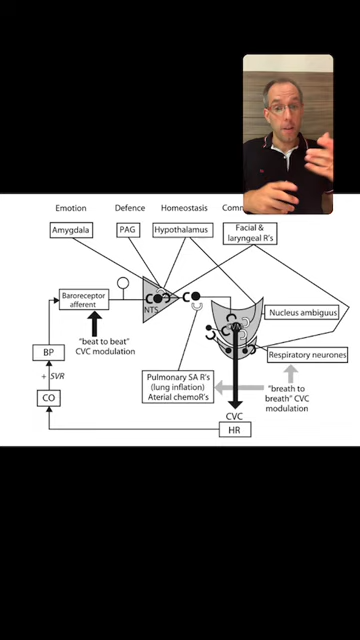 Emotion
Defence
Homeostasis
Com
Amygdala
PAG
Hypothalamus
Facial &
laryngeal R's
Baroreceptor
afferent
NTS
Nucleus ambiguus
"beat to beat"
CVC modulation
Respiratory neurones
BP
+ SVR
Pulmonary SA R's
(lung inflation)
Aterial chemoR's
"breath to
breath" CVC
modulation
CO
CVC
HR